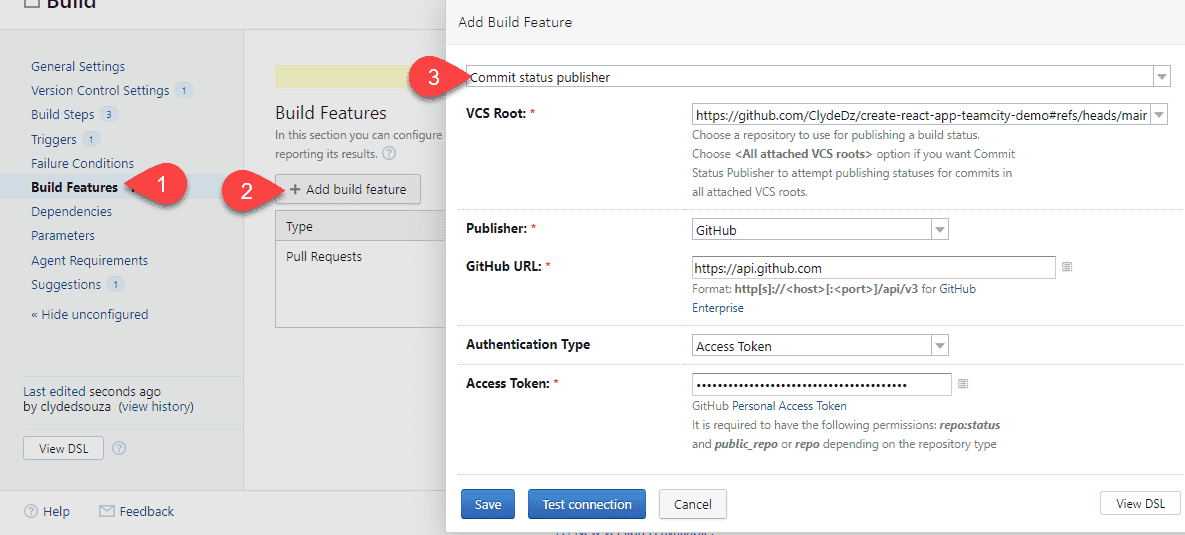 Build
General Settings
Version Control Settings 1
Build Steps 3
Triggers 1
Failure Conditions
Build Features
Dependencies
Parameters
Agent Requirements
Suggestions 1
« Hide unconfigured
Last edited seconds ago
by clydedsouza (view history)
View DSL
Help
Feedback
1
Build Features
In this section you can configure
reporting its results.
2
+ Add build feature
Type
Pull Requests
Add Build Feature
3
Commit status publisher
VCS Root: *
https://github.com/ClydeDz/create-react-app-teamcity-demo#refs/heads/mair
Choose a repository to use for publishing a build status.
Choose <All attached VCS roots> option if you want Commit
Status Publisher to attempt publishing statuses for commits in
all attached VCS roots.
Publisher: *
GitHub
GitHub URL: *
https://api.github.com
Format: http[s]://<host>[:<port>]/api/v3 for GitHub
Enterprise
Authentication Type
Access Token
Access Token: *
••••••••••••••••••••••••••••••••••••••••
GitHub Personal Access Token
It is required to have the following permissions: repo:status
and public_repo or repo depending on the repository type
Save
Test connection
Cancel
View DSL